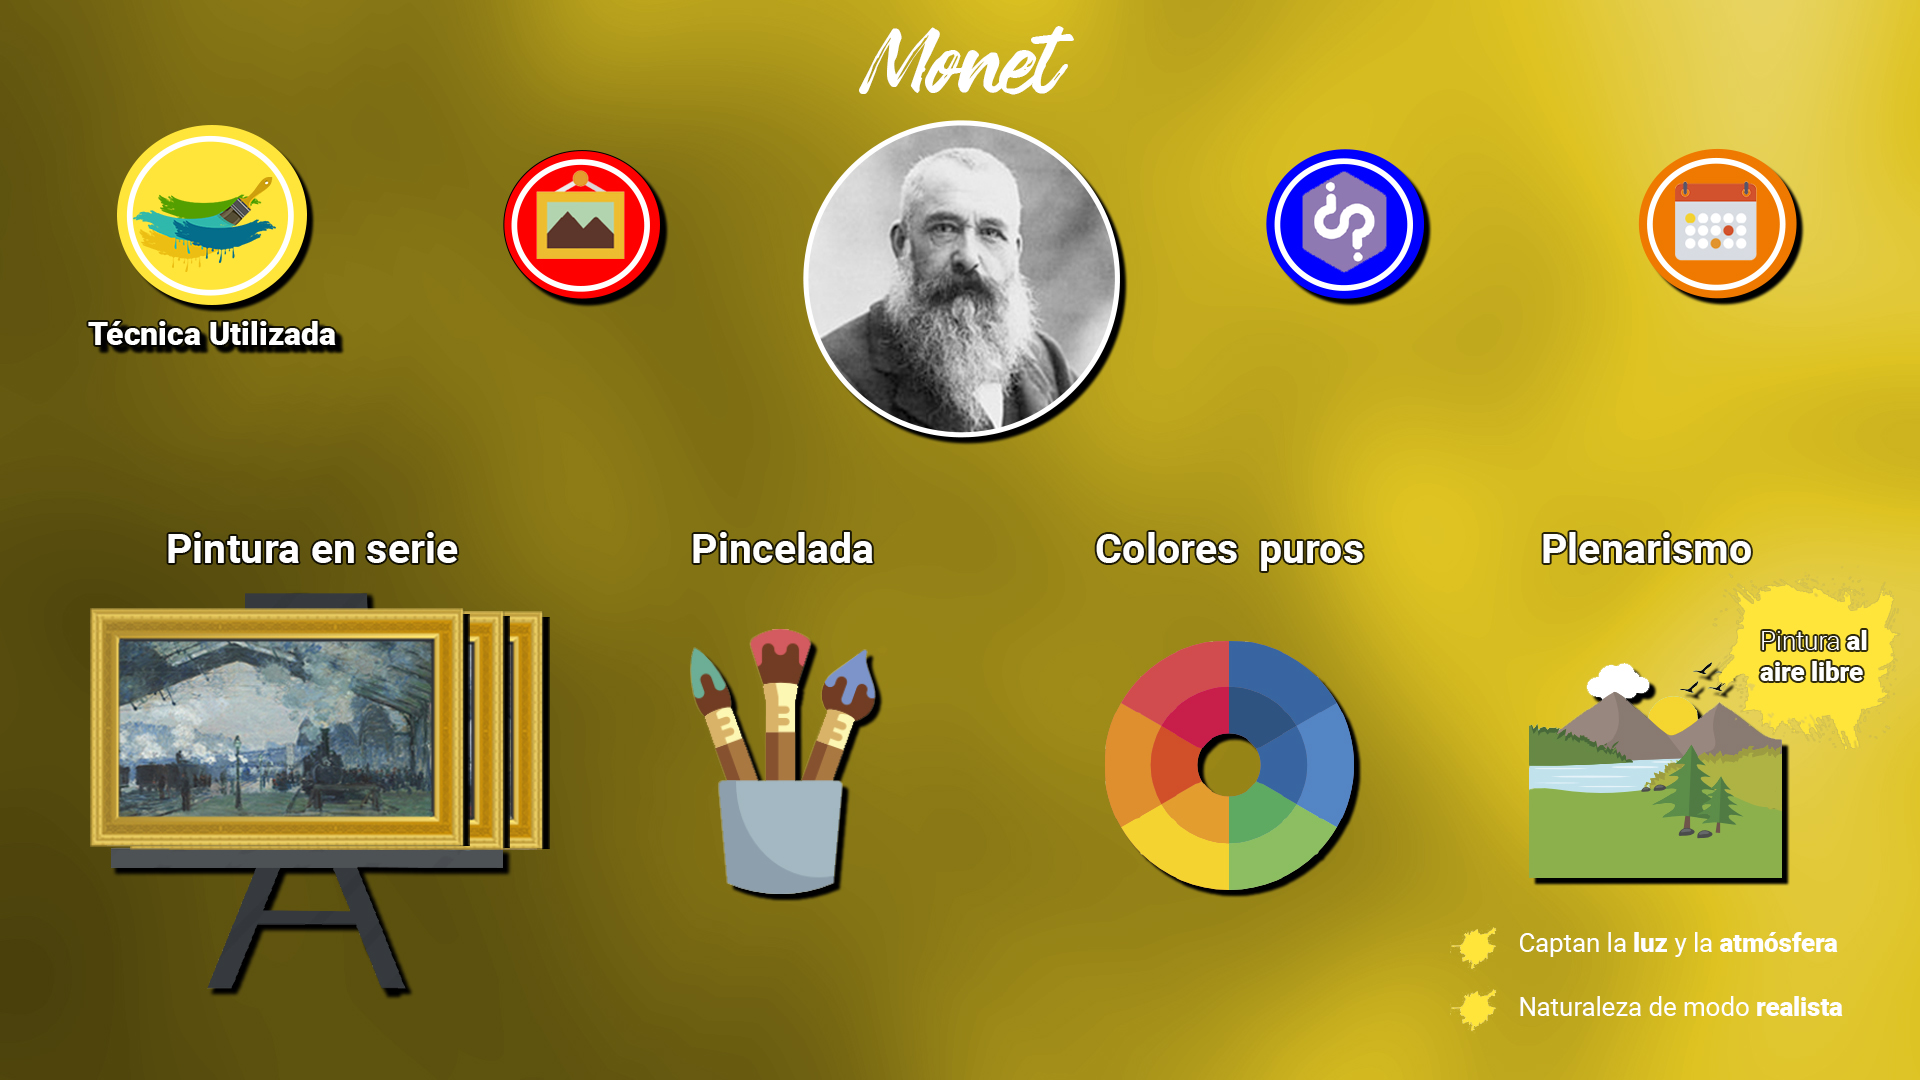 Monet
Técnica Utilizada
Pintura en serie
Pincelada
Colores puros
Plenarismo
Pintura al
aire libre
Captan la luz y la atmósfera
Naturaleza de modo realista